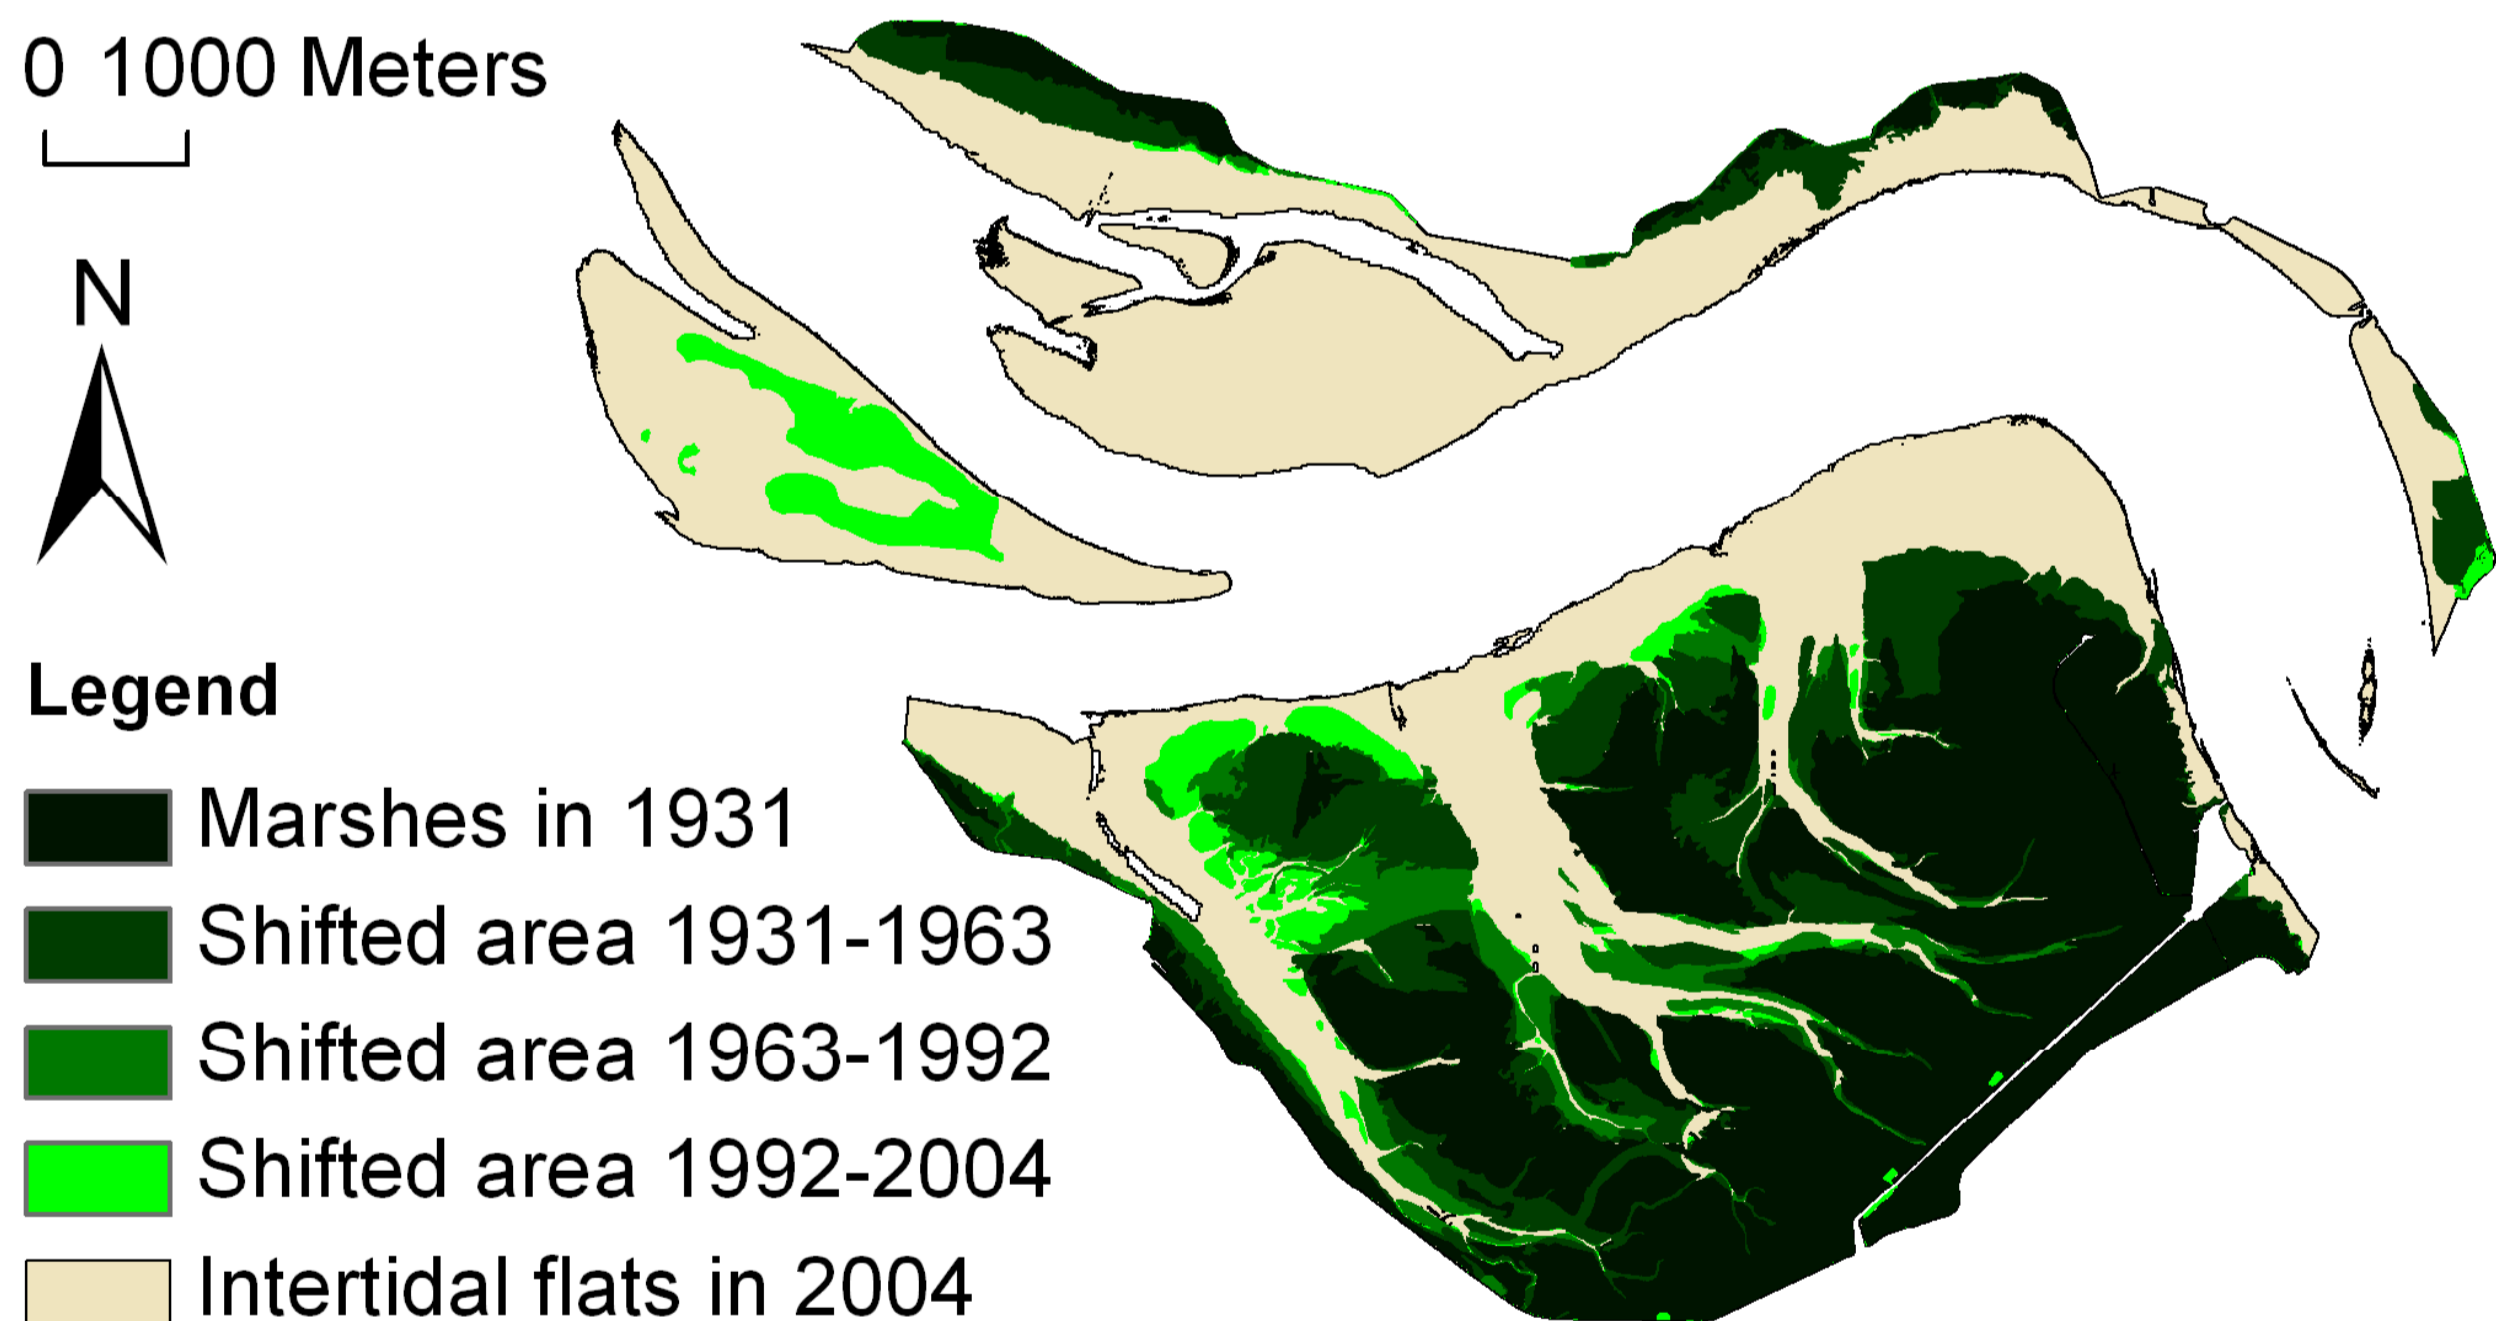 0 1000 Meters
N
Legend
Marshes in 1931
Shifted area 1931-1963
Shifted area 1963-1992
Shifted area 1992-2004
Intertidal flats in 2004